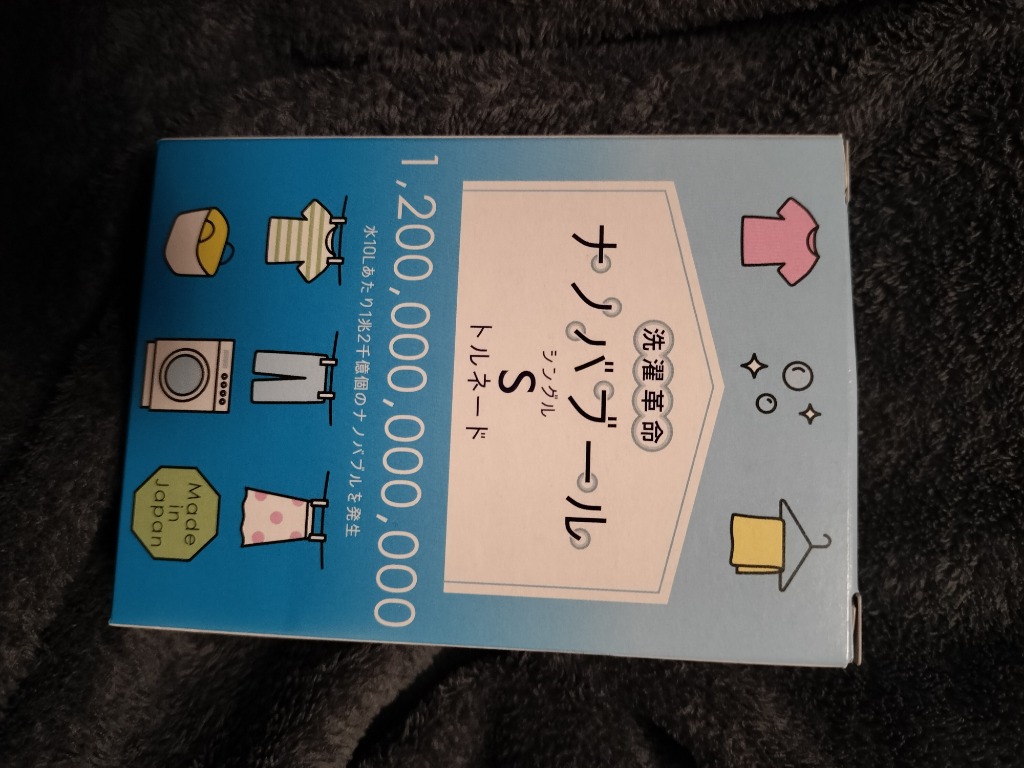 洗濯革命
ナノバブール
シングル
S
トルネード
1,200,000,000,000
水10Lあたり1兆2千億個のナノバブルを発生
Made
in
Japan